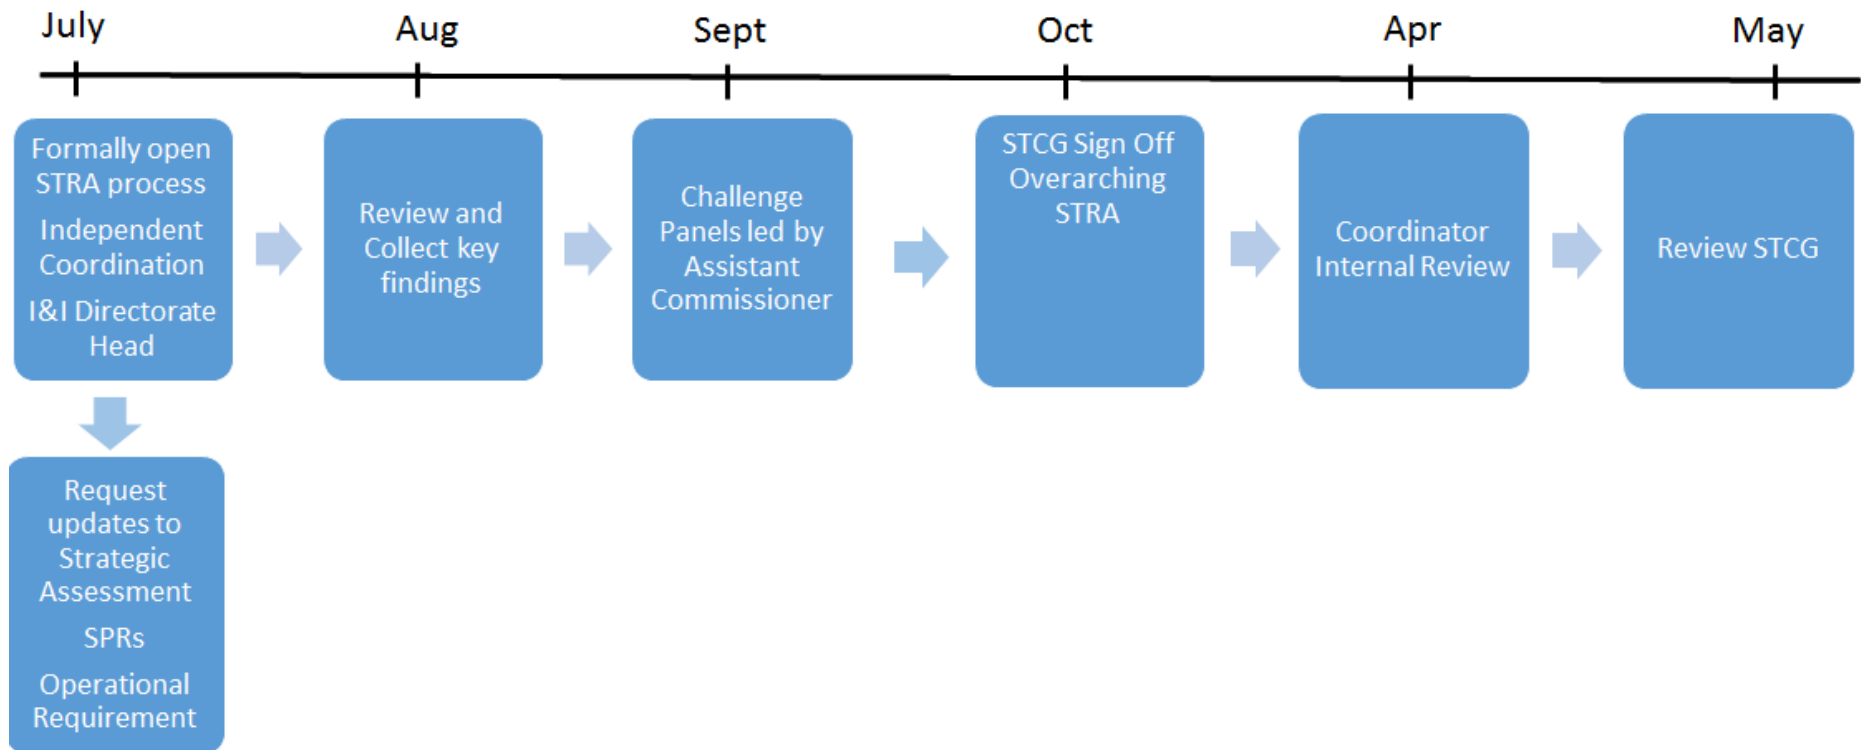 July
Aug
Sept
Oct
Apr
May
Formally open
STRA process
Independent
Coordination
I&I Directorate
Head
Review and
Collect key
findings
Challenge
Panels led by
Assistant
Commissioner
STCG Sign Off
Overarching
STRA
Coordinator
Internal Review
Review STCG
Request
updates to
Strategic
Assessment
SPRs
Operational
Requirement